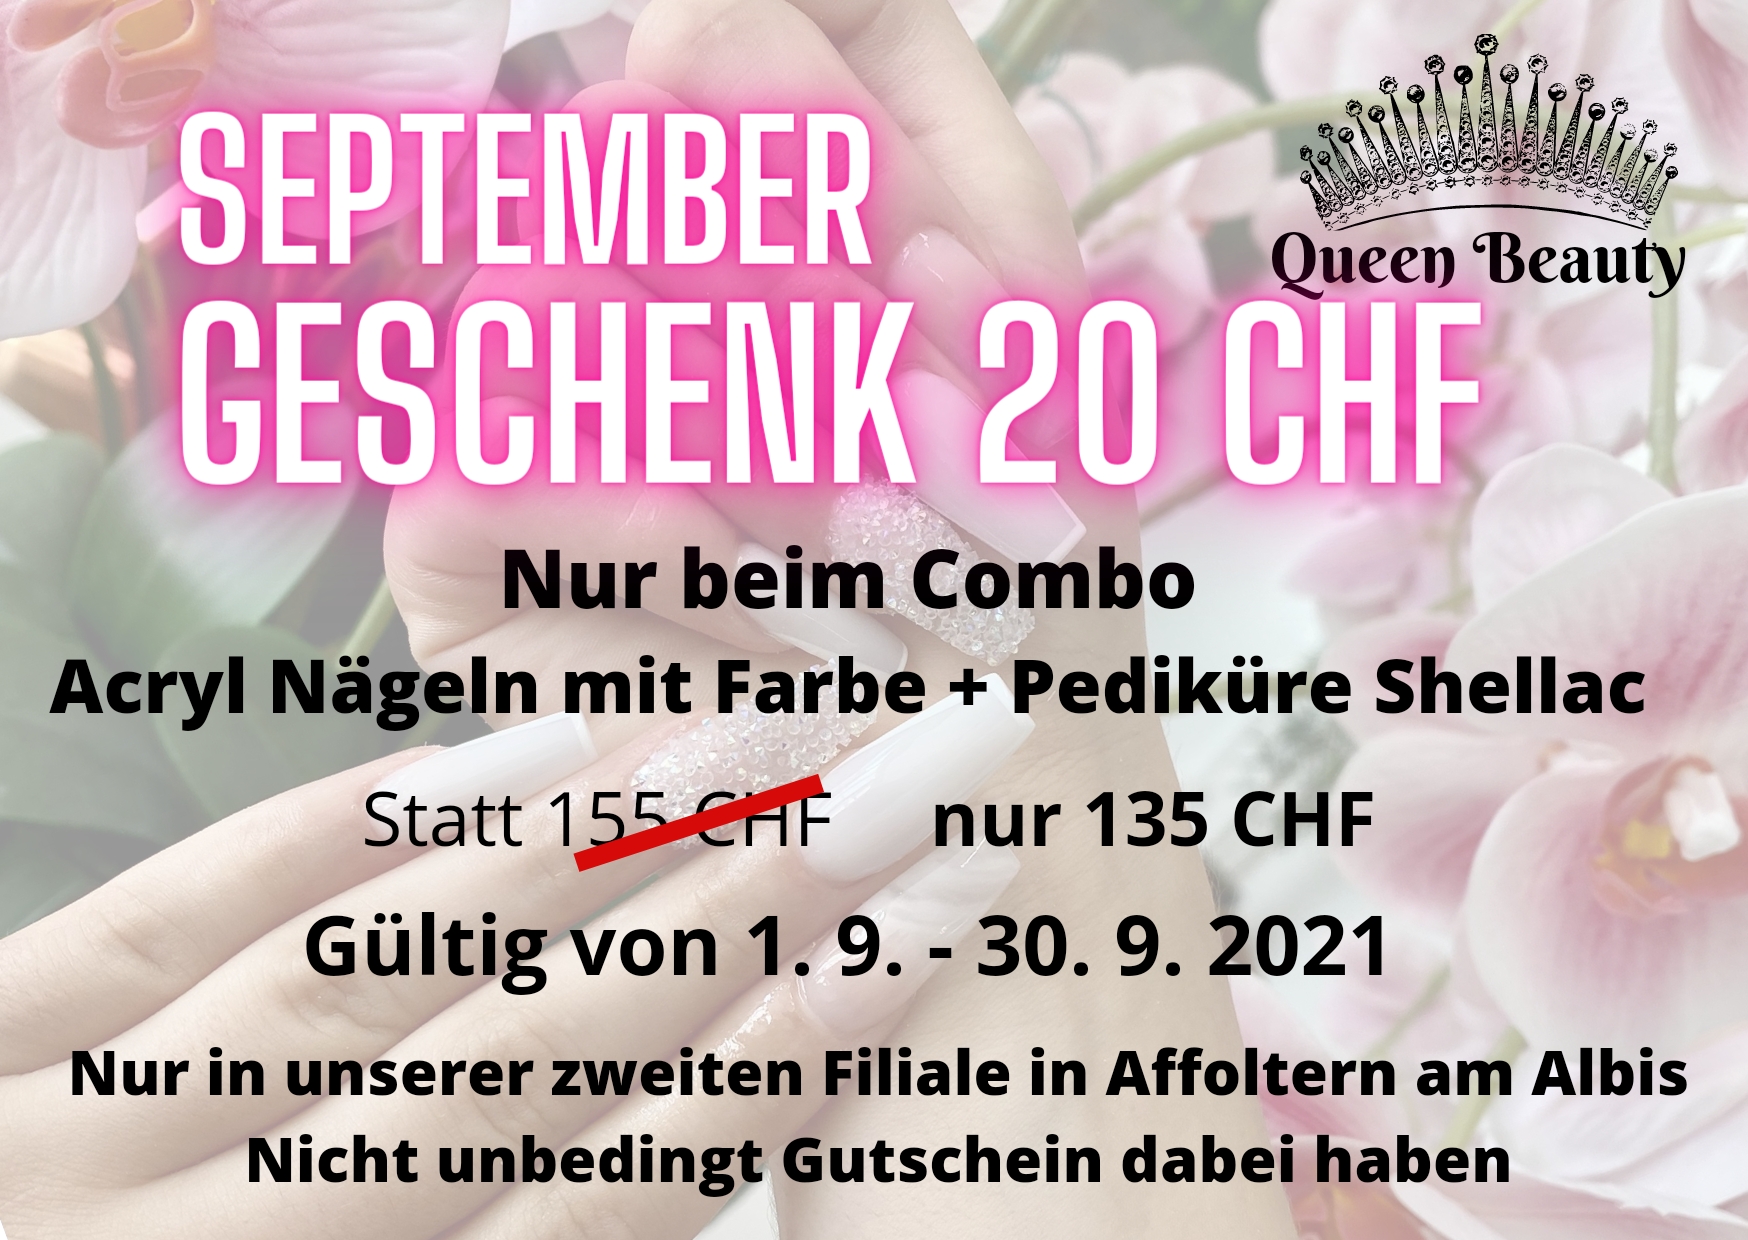 Queen Beauty
SEPTEMBER
GESCHENK 20 CHF
Nur beim Combo
Acryl Nägeln mit Farbe + Pediküre Shellac
Statt 155 CHF nur 135 CHF
Gültig von 1. 9. - 30. 9. 2021
Nur in unserer zweiten Filiale in Affoltern am Albis
Nicht unbedingt Gutschein dabei haben